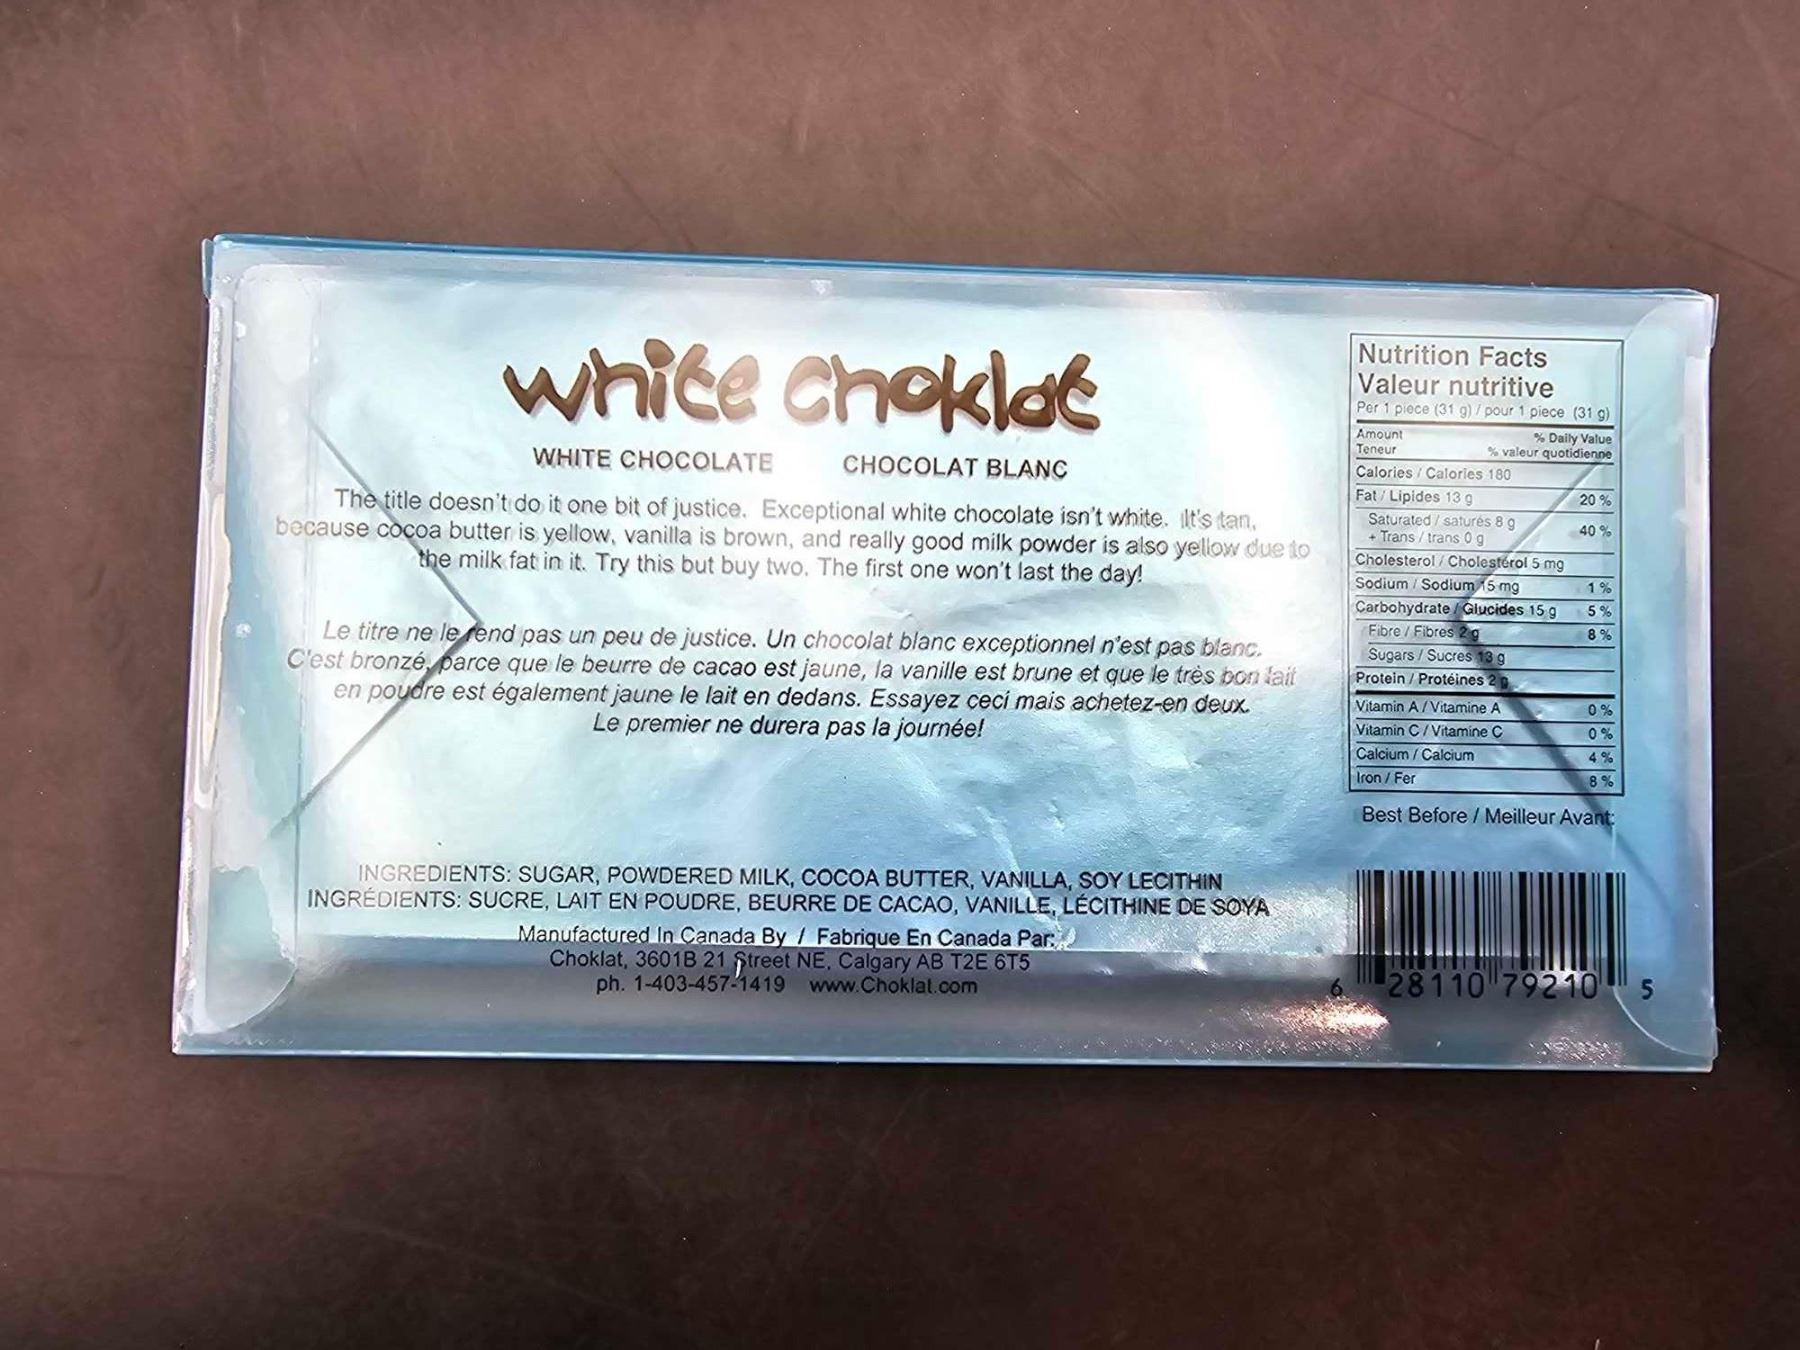 white choklat
WHITE CHOCOLATE CHOCOLAT BLANC
The title doesn't do it one bit of justice. Exceptional white chocolate isn't white. It's tan,
because cocoa butter is yellow, vanilla is brown, and really good milk powder is also yellow due to
the milk fat in it. Try this but buy two. The first one won't last the day!
Le titre ne le rend pas un peu de justice. Un chocolat blanc exceptionnel n'est pas blanc.
C'est bronzé, parce que le beurre de cacao est jaune, la vanille est brune et que le très bon lait
en poudre est également jaune le lait en dedans. Essayez ceci mais achetez-en deux.
Le premier ne durera pas la journée!
INGREDIENTS: SUGAR, POWDERED MILK, COCOA BUTTER, VANILLA, SOY LECITHIN
INGRÉDIENTS: SUCRE, LAIT EN POUDRE, BEURRE DE CACAO, VANILLE, LÉCITHINE DE SOYA
Manufactured In Canada By / Fabrique En Canada Par:
Choklat, 3601B 21 Street NE, Calgary AB T2E 6T5
ph. 1-403-457-1419 www.Choklat.com
Nutrition Facts
Valeur nutritive
Per 1 piece (31 g) / pour 1 piece (31 g)
Amount % Daily Value
Teneur % valeur quotidienne
Calories / Calories 180
Fat / Lipides 13 g 20 %
Saturated / saturés 8 g
+ Trans / trans 0 g 40 %
Cholesterol / Cholestérol 5 mg
Sodium / Sodium 15 mg 1 %
Carbohydrate / Glucides 15 g 5 %
Fibre / Fibres 2 g 8 %
Sugars / Sucres 13 g
Protein / Protéines 2 g
Vitamin A / Vitamine A 0 %
Vitamin C / Vitamine C 0 %
Calcium / Calcium 4 %
Iron / Fer 8 %
Best Before / Meilleur Avant:
6 28110 79210 5